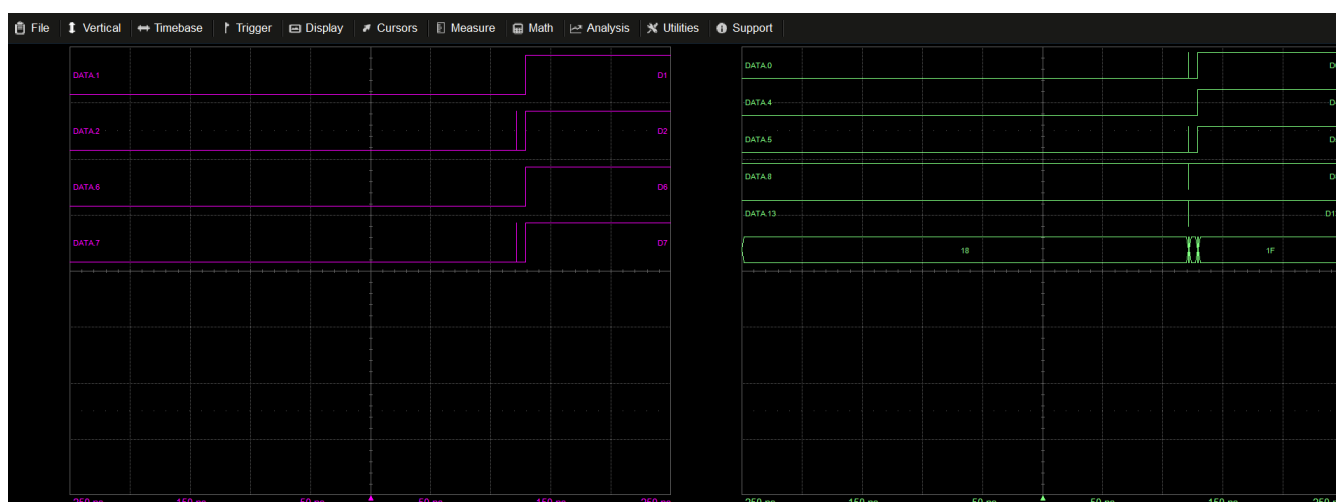 File Vertical Timebase Trigger Display Cursors Measure Math Analysis Utilities Support
DATA.1 D1
DATA.2 D2
DATA.6 D6
DATA.7 D7
DATA.0
DATA.4
DATA.5
DATA.8
DATA.13
18 1F